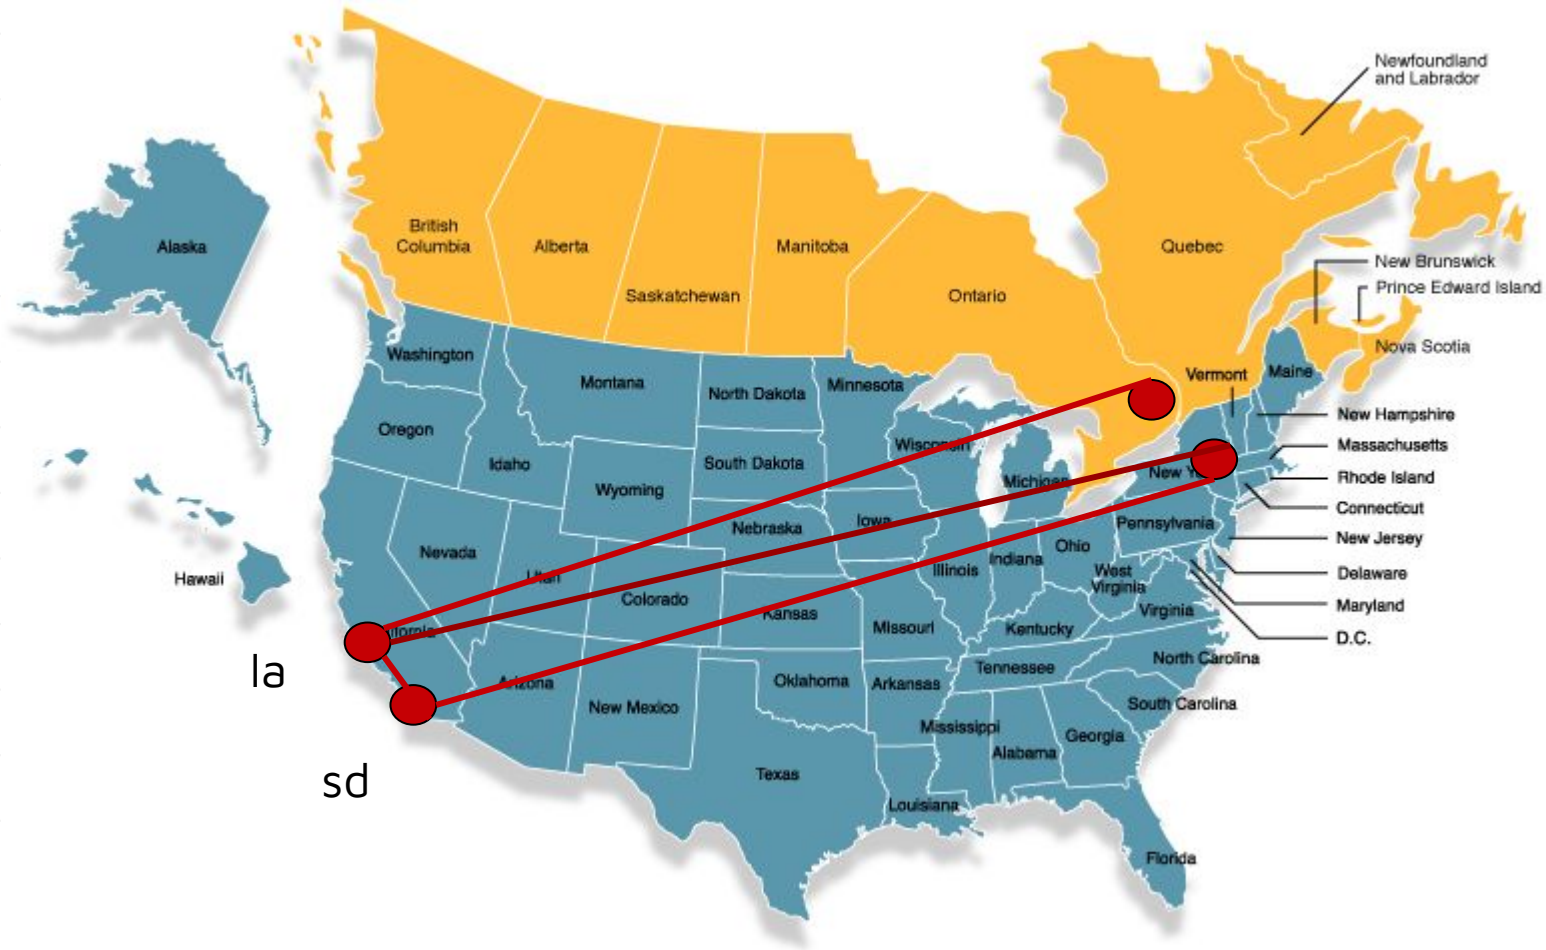 Newfoundland
and Labrador
British
Columbia
Alberta
Manitoba
Quebec
Alaska
New Brunswick
Prince Edward Island
Saskatchewan
Ontario
Nova Scotia
Washington
Vermont
Maine
Montana
North Dakota
Minnesota
New Hampshire
Oregon
Wisconsin
Massachusetts
Idaho
South Dakota
New Y
Michigan
Rhode Island
Wyoming
Connecticut
Nebraska
Iowa
Pennsylvania
New Jersey
Nevada
Ohio
Indiana
Utah
Illinois
West
Virginia
Delaware
Hawaii
Colorado
Kansas
Virginia
Maryland
lifornia
Missouri
Kentucky
D.C.
North Carolina
Tennessee
la
Arizona
Oklahoma
Arkansas
New Mexico
South Carolina
Mississippi
Georgia
Alabama
sd
Texas
Louisiana
Florida